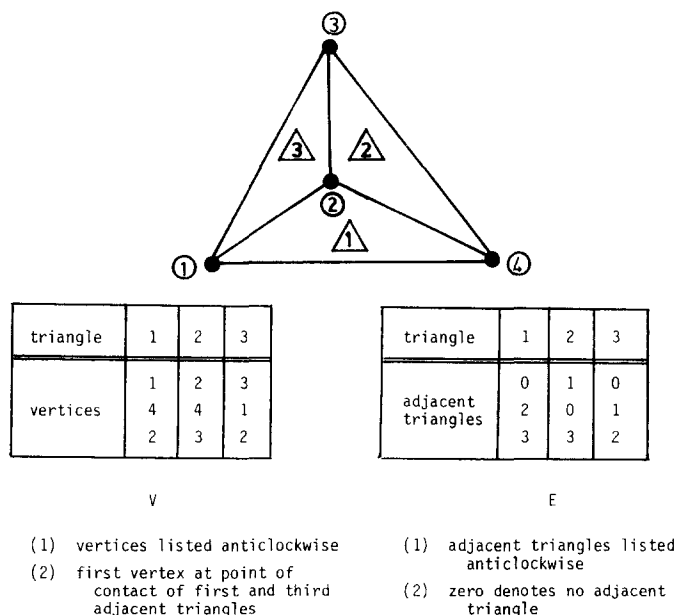 3
3
2
2
1
1
4
triangle 1 2 3
vertices
1 2 3
4 4 1
2 3 2
V
(1) vertices listed anticlockwise
(2) first vertex at point of
contact of first and third
adjacent triangles
triangle 1 2 3
adjacent
triangles
0 1 0
2 0 1
3 3 2
E
(1) adjacent triangles listed
anticlockwise
(2) zero denotes no adjacent
triangle